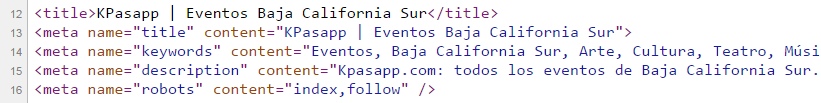 12 <title>KPasapp | Eventos Baja California Sur</title>
13 <meta name="title" content="KPasapp | Eventos Baja California Sur">
14 <meta name="keywords" content="Eventos, Baja California Sur, Arte, Cultura, Teatro, Músi
15 <meta name="description" content="Kpasapp.com: todos los eventos de Baja California Sur.
16 <meta name="robots" content="index,follow" />